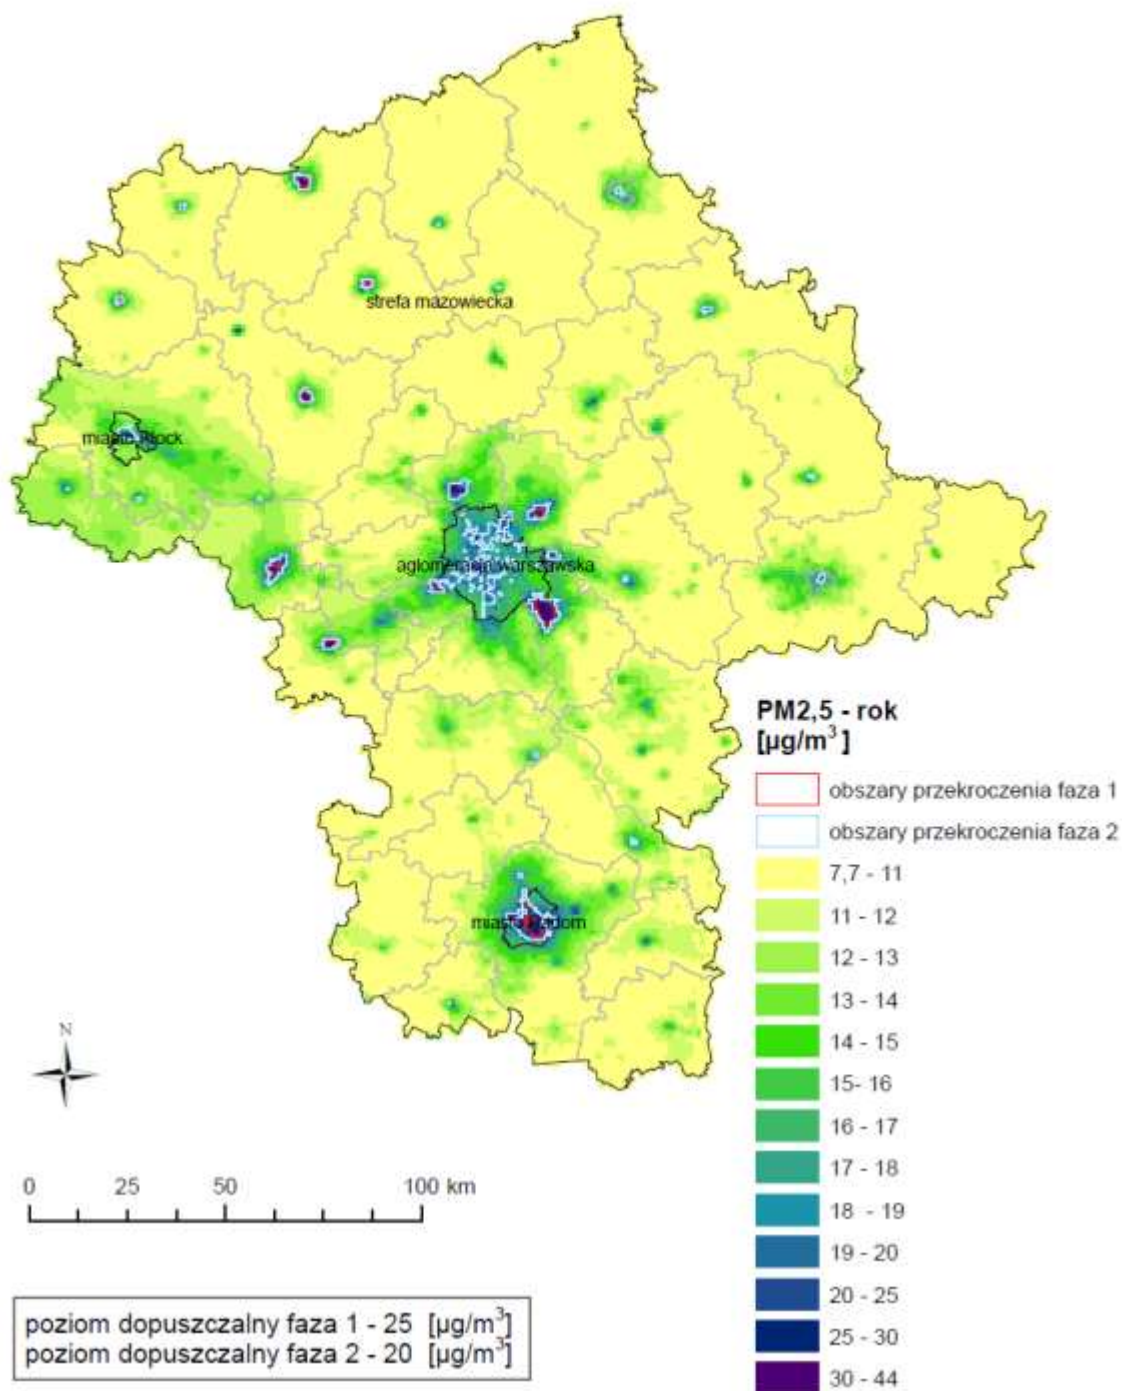 strefa mazowiecka
miasto Płock
aglomeracja warszawska
miasto Radom
PM2,5 - rok
[µg/m³]
obszary przekroczenia faza 1
obszary przekroczenia faza 2
7,7 - 11
11 - 12
12 - 13
13 - 14
14 - 15
15- 16
16 - 17
17 - 18
18 - 19
19 - 20
20 - 25
25 - 30
30 - 44
N
0 25 50 100 km
poziom dopuszczalny faza 1 - 25 [µg/m³]
poziom dopuszczalny faza 2 - 20 [µg/m³]